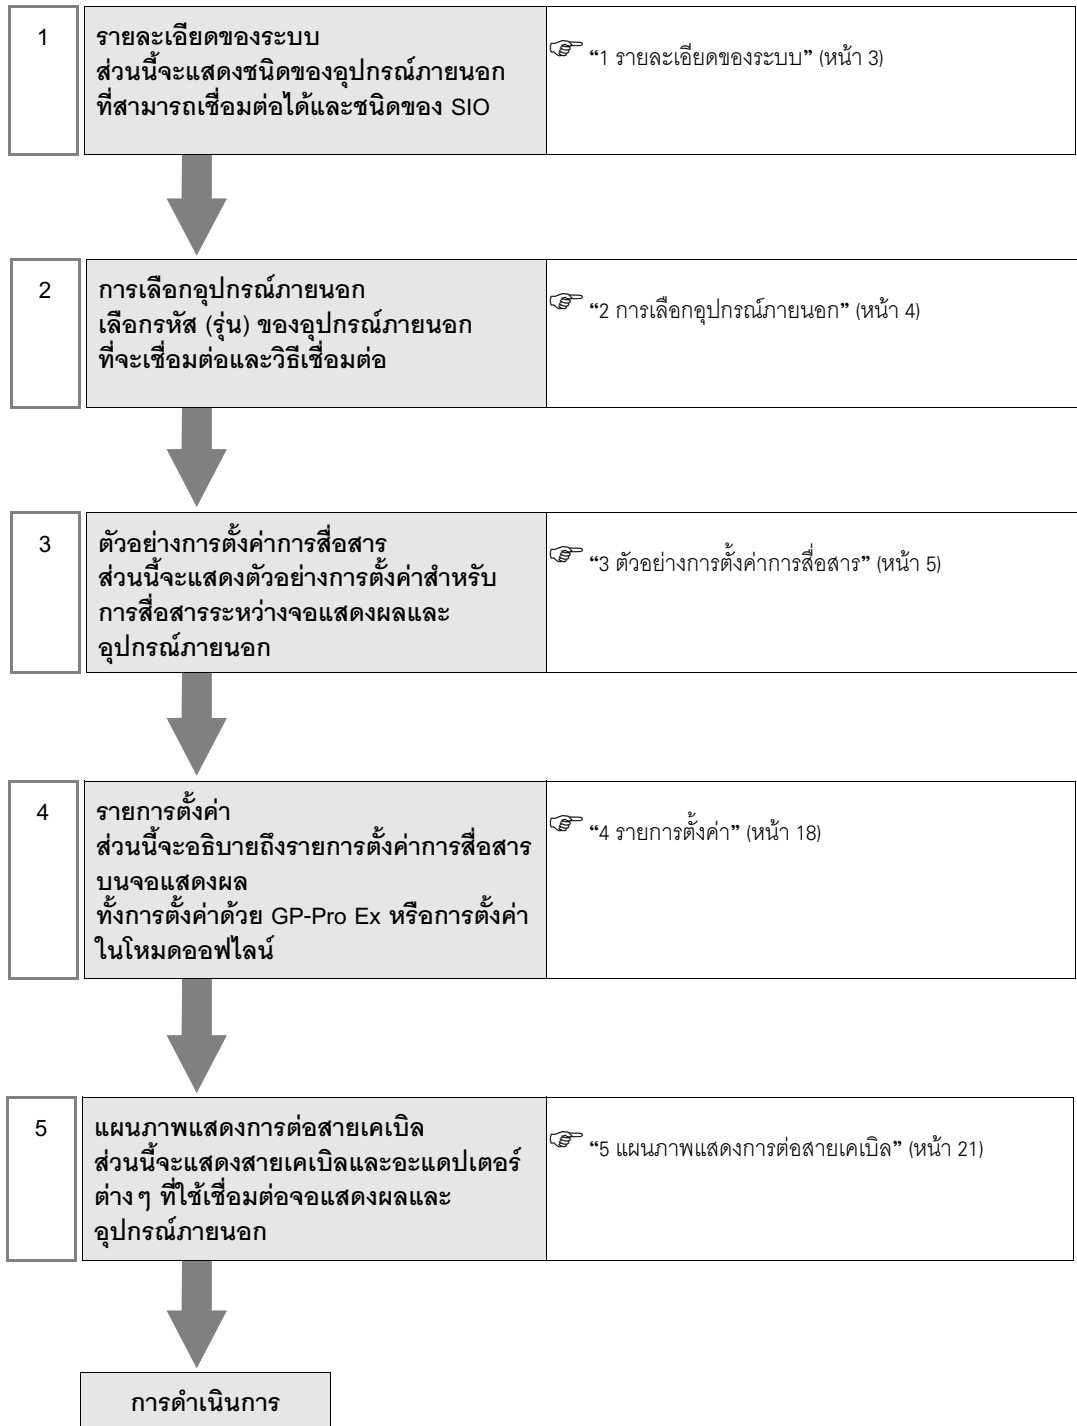 1
รายละเอียดของระบบ
ส่วนนี้จะแสดงชนิดของอุปกรณ์ภายนอก
ที่สามารถเชื่อมต่อได้และชนิดของ SIO
“1 รายละเอียดของระบบ” (หน้า 3)
2
การเลือกอุปกรณ์ภายนอก
เลือกรหัส (รุ่น) ของอุปกรณ์ภายนอก
ที่จะเชื่อมต่อและวิธีเชื่อมต่อ
“2 การเลือกอุปกรณ์ภายนอก” (หน้า 4)
3
ตัวอย่างการตั้งค่าการสื่อสาร
ส่วนนี้จะแสดงตัวอย่างการตั้งค่าสำหรับ
การสื่อสารระหว่างจอแสดงผลและ
อุปกรณ์ภายนอก
“3 ตัวอย่างการตั้งค่าการสื่อสาร” (หน้า 5)
4
รายการตั้งค่า
ส่วนนี้จะอธิบายถึงรายการตั้งค่าการสื่อสาร
บนจอแสดงผล
ทั้งการตั้งค่าด้วย GP-Pro Ex หรือการตั้งค่า
ในโหมดออฟไลน์
“4 รายการตั้งค่า” (หน้า 18)
5
แผนภาพแสดงการต่อสายเคเบิล
ส่วนนี้จะแสดงสายเคเบิลและอะแดปเตอร์
ต่างๆ ที่ใช้เชื่อมต่อจอแสดงผลและ
อุปกรณ์ภายนอก
“5 แผนภาพแสดงการต่อสายเคเบิล” (หน้า 21)
การดำเนินการ